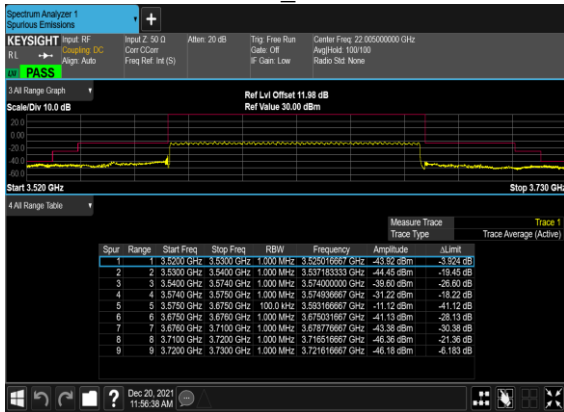 Spectrum Analyzer 1
Spurious Emissions
+
KEYSIGHT Input: RF Input Z: 50 Ω Atten: 20 dB Trig: Free Run Center Freq: 22.005000000 GHz
RL Coupling: DC Corr CCorr Gate: Off Avg|Hold: 100/100
Align: Auto Freq Ref: Int (S) IF Gain: Low Radio Std: None
PASS
3 All Range Graph
Ref Lvl Offset 11.98 dB
Scale/Div 10.0 dB Ref Value 30.00 dBm
20.0
0.00
-20.0
-40.0
-60.0
Start 3.520 GHz Stop 3.730 GHz
4 All Range Table
Measure Trace Trace 1
Trace Type Trace Average (Active)
Spur Range Start Freq Stop Freq RBW Frequency Amplitude ΔLimit
1 1 3.5200 GHz 3.5300 GHz 1.000 MHz 3.525016667 GHz -43.92 dBm -3.924 dB
2 2 3.5300 GHz 3.5400 GHz 1.000 MHz 3.537183333 GHz -44.45 dBm -19.45 dB
3 3 3.5400 GHz 3.5740 GHz 1.000 MHz 3.574000000 GHz -39.60 dBm -26.60 dB
4 4 3.5740 GHz 3.5750 GHz 1.000 MHz 3.574936667 GHz -31.22 dBm -18.22 dB
5 5 3.5750 GHz 3.6750 GHz 100.0 kHz 3.593166667 GHz -11.12 dBm -41.12 dB
6 6 3.6750 GHz 3.6760 GHz 1.000 MHz 3.675031667 GHz -41.13 dBm -28.13 dB
7 7 3.6760 GHz 3.7100 GHz 1.000 MHz 3.678776667 GHz -43.38 dBm -30.38 dB
8 8 3.7100 GHz 3.7200 GHz 1.000 MHz 3.716516667 GHz -46.36 dBm -21.36 dB
9 9 3.7200 GHz 3.7300 GHz 1.000 MHz 3.721616667 GHz -46.18 dBm -6.183 dB
? Dec 20, 2021
11:56:38 AM